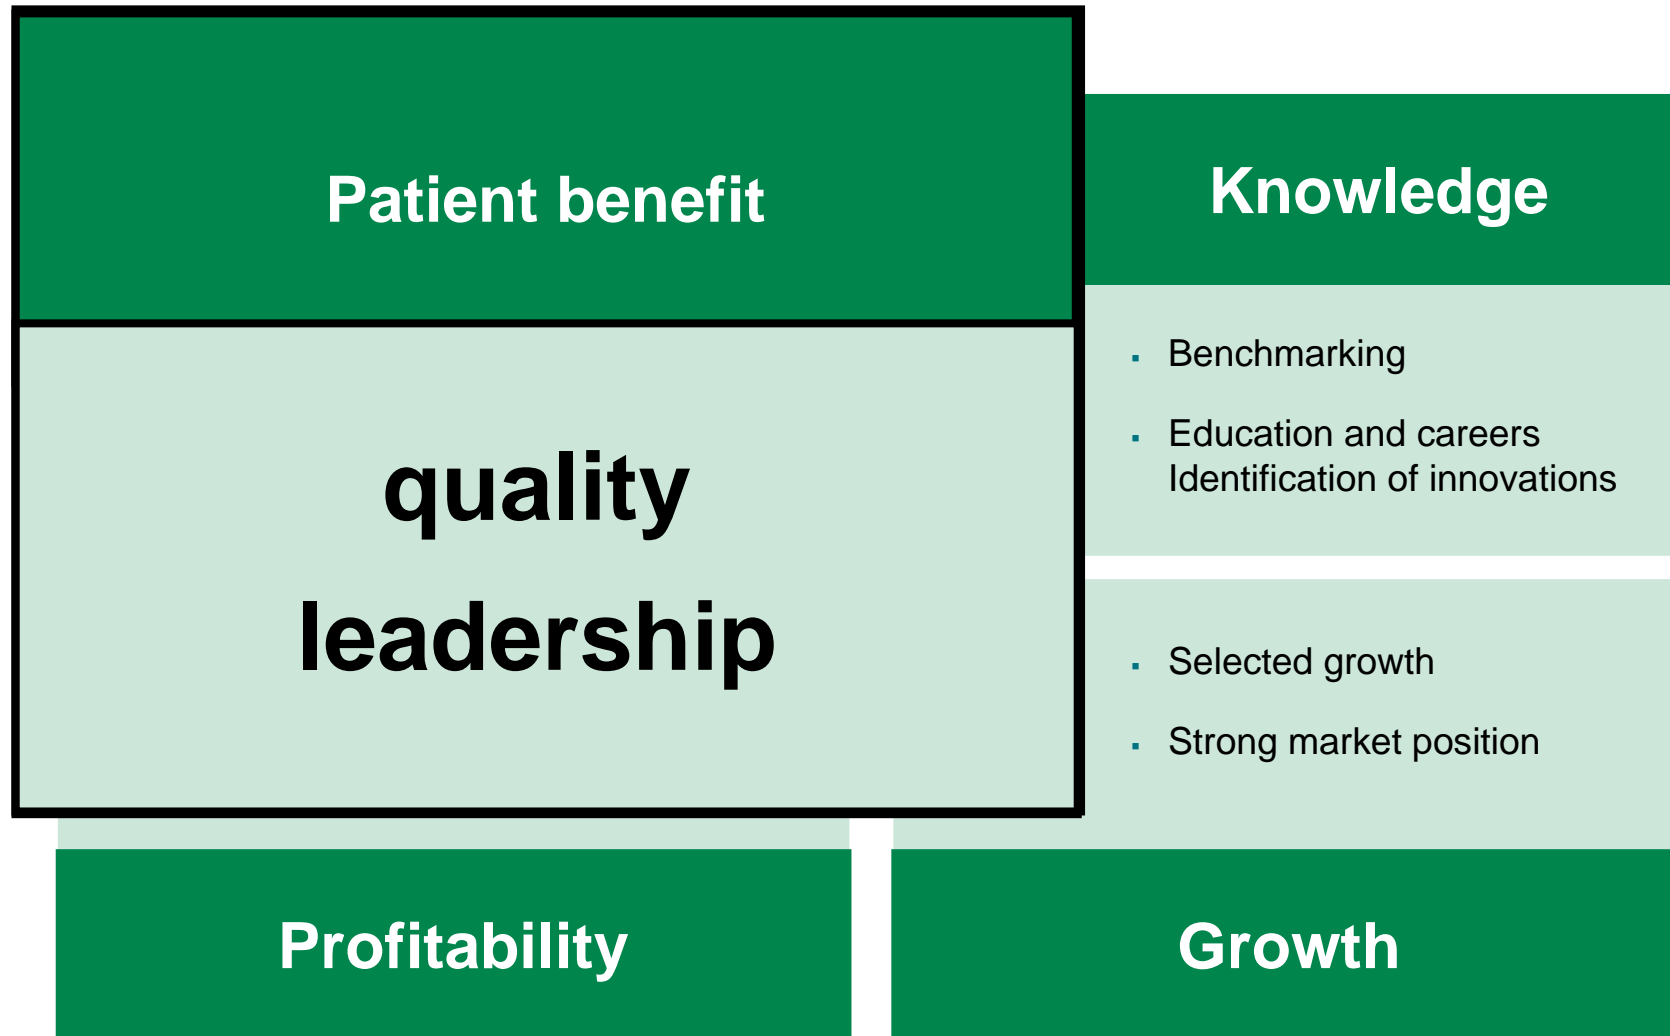 Patient benefit
quality
leadership
Knowledge
▪ Benchmarking
▪ Education and careers
Identification of innovations
▪ Selected growth
▪ Strong market position
Profitability
Growth